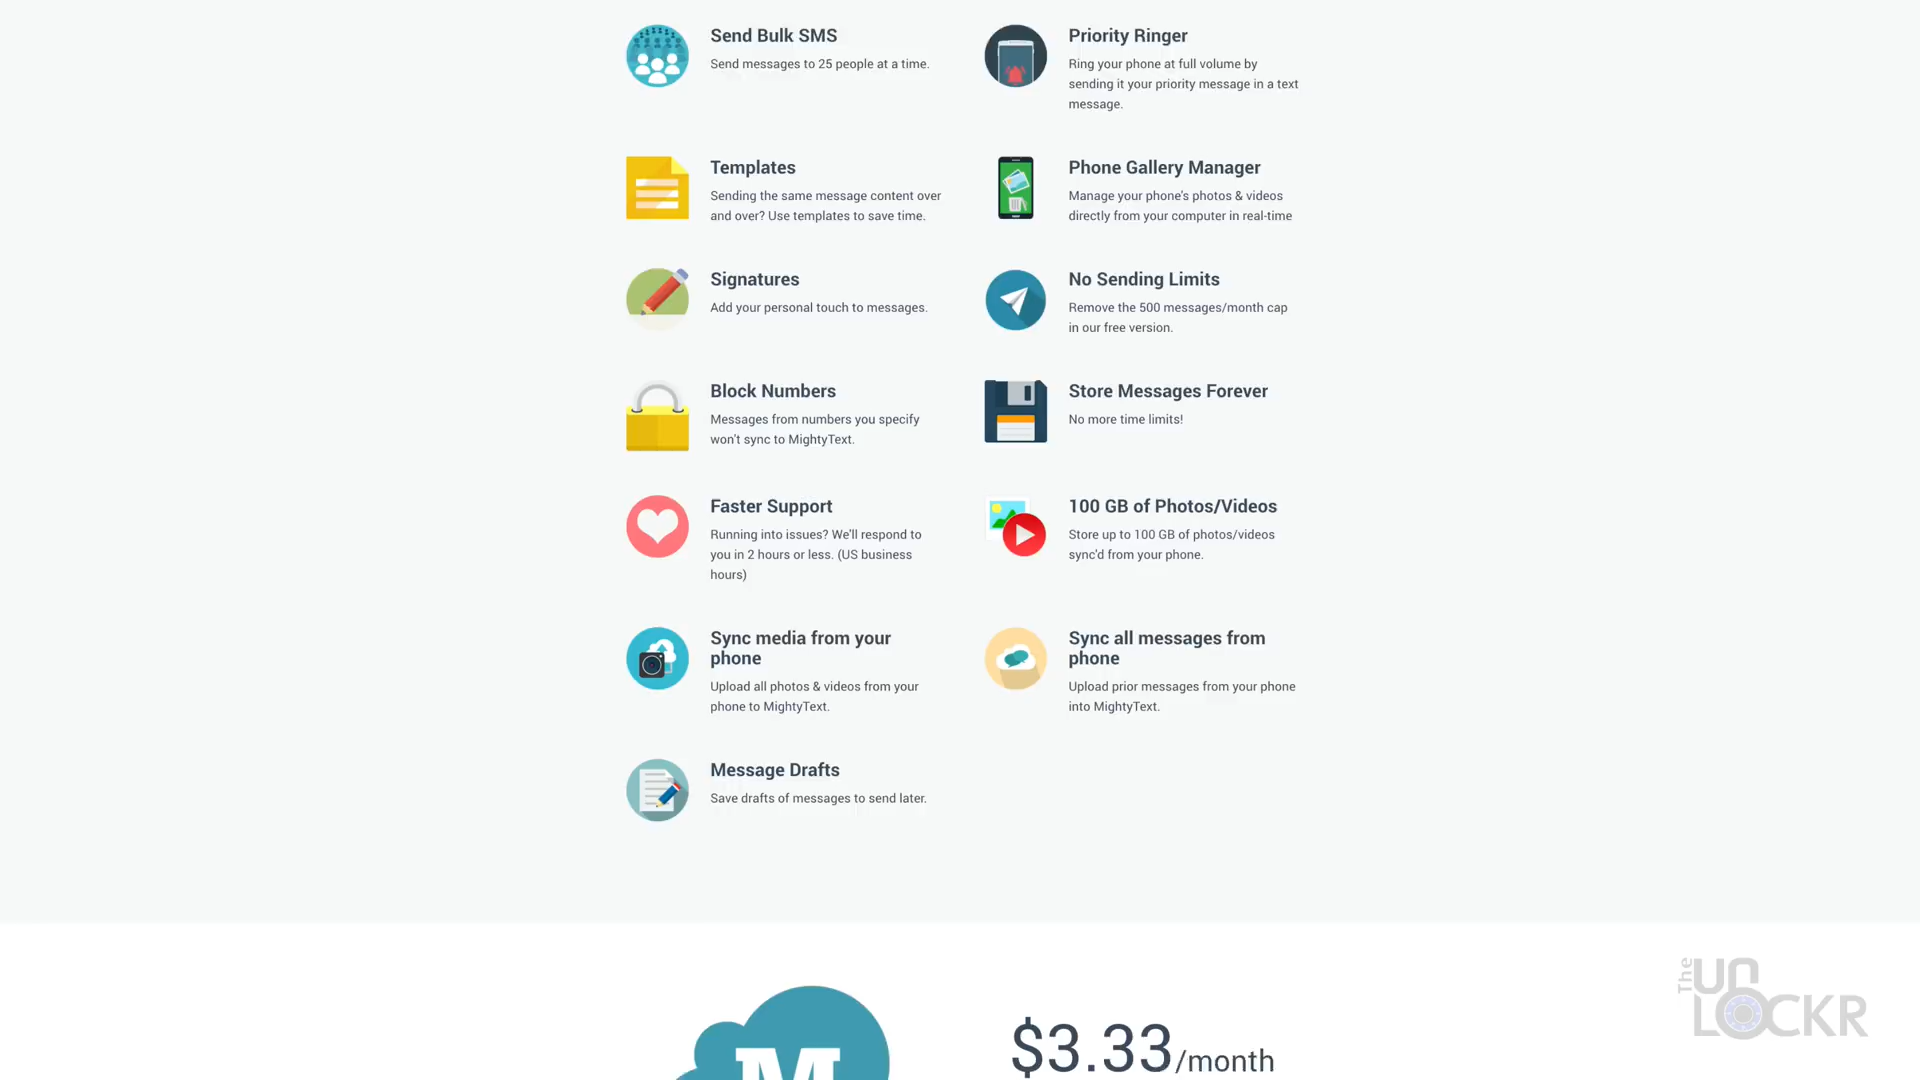 Send Bulk SMS
Send messages to 25 people at a time.
Priority Ringer
Ring your phone at full volume by
sending it your priority message in a text
message.
Templates
Sending the same message content over
and over? Use templates to save time.
Phone Gallery Manager
Manage your phone's photos & videos
directly from your computer in real-time
Signatures
Add your personal touch to messages.
No Sending Limits
Remove the 500 messages/month cap
in our free version.
Block Numbers
Messages from numbers you specify
won't sync to MightyText.
Store Messages Forever
No more time limits!
Faster Support
Running into issues? We'll respond to
you in 2 hours or less. (US business
hours)
100 GB of Photos/Videos
Store up to 100 GB of photos/videos
sync'd from your phone.
Sync media from your
phone
Upload all photos & videos from your
phone to MightyText.
Sync all messages from
phone
Upload prior messages from your phone
into MightyText.
Message Drafts
Save drafts of messages to send later.
M
$3.33/month
The
UN
LOCKR